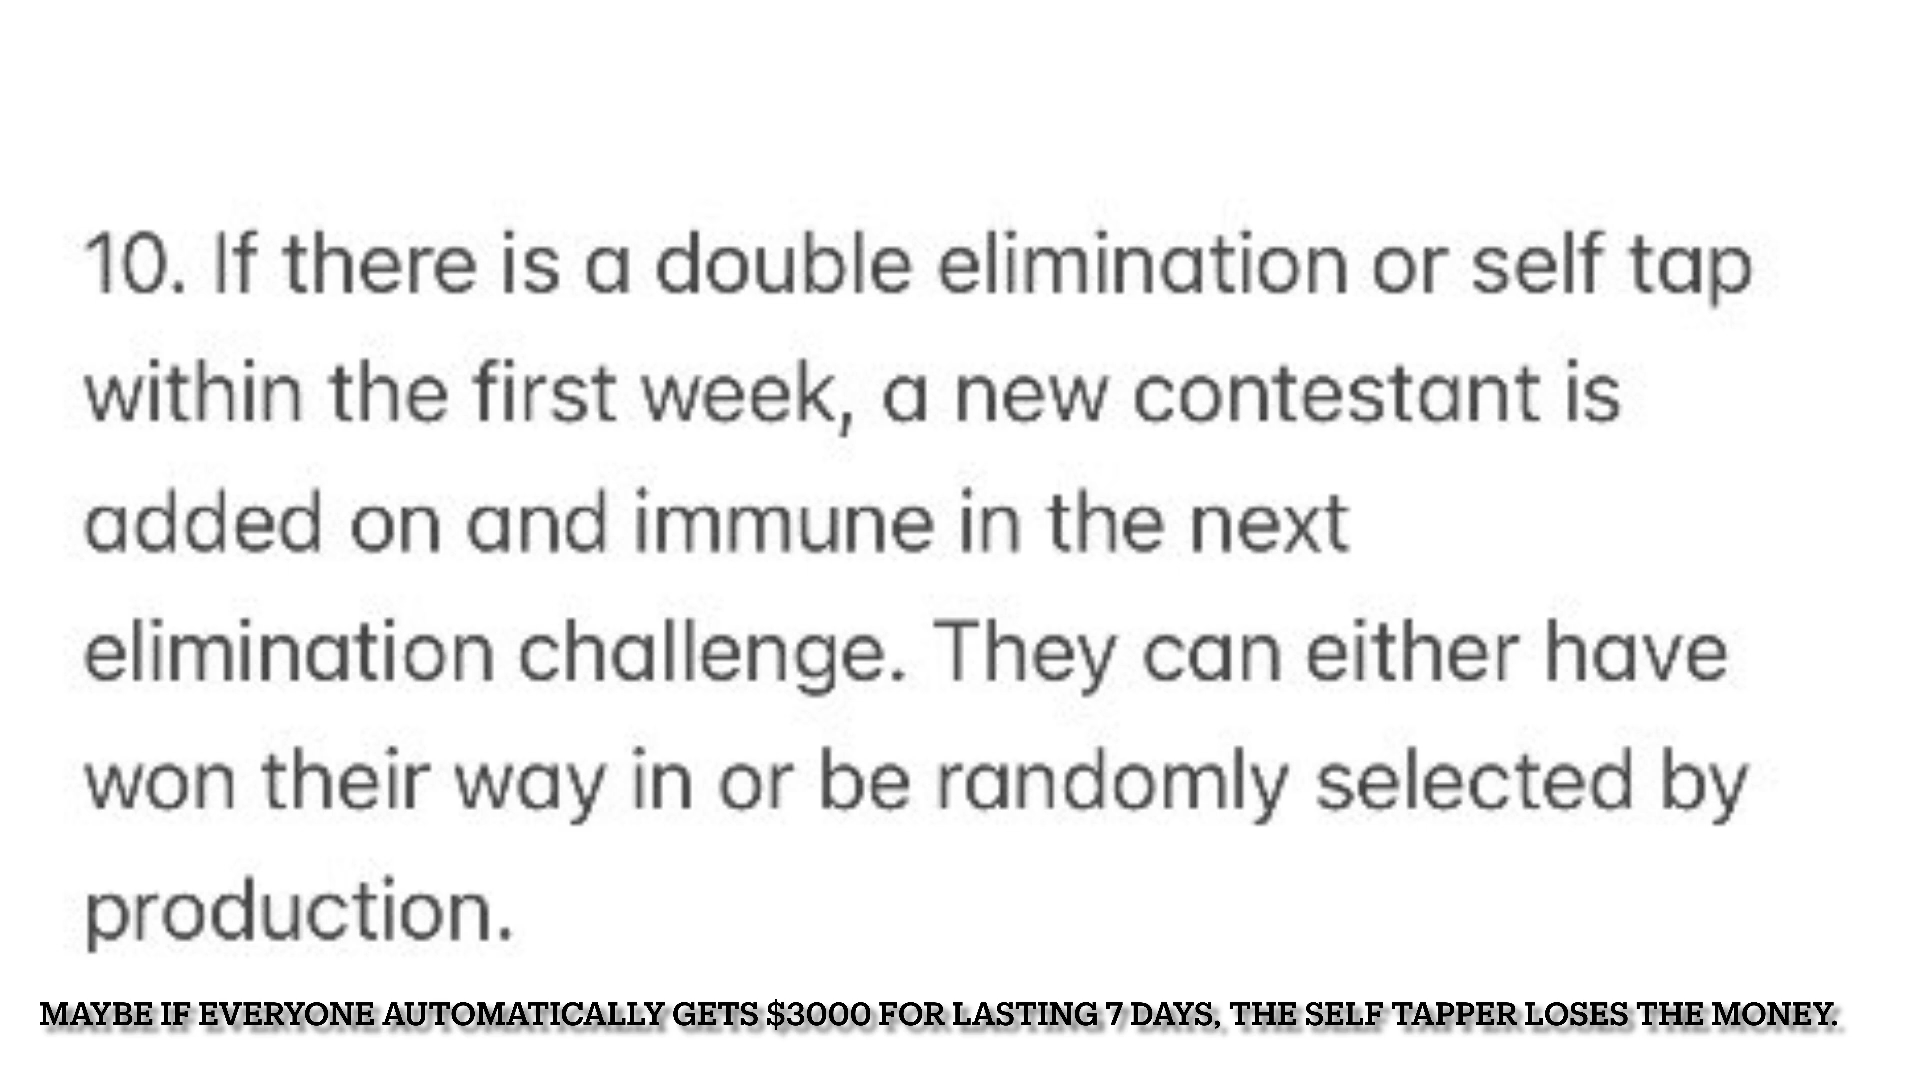 10. If there is a double elimination or self tap
within the first week, a new contestant is
added on and immune in the next
elimination challenge. They can either have
won their way in or be randomly selected by
production.
MAYBE IF EVERYONE AUTOMATICALLY GETS $3000 FOR LASTING 7 DAYS, THE SELF TAPPER LOSES THE MONEY.